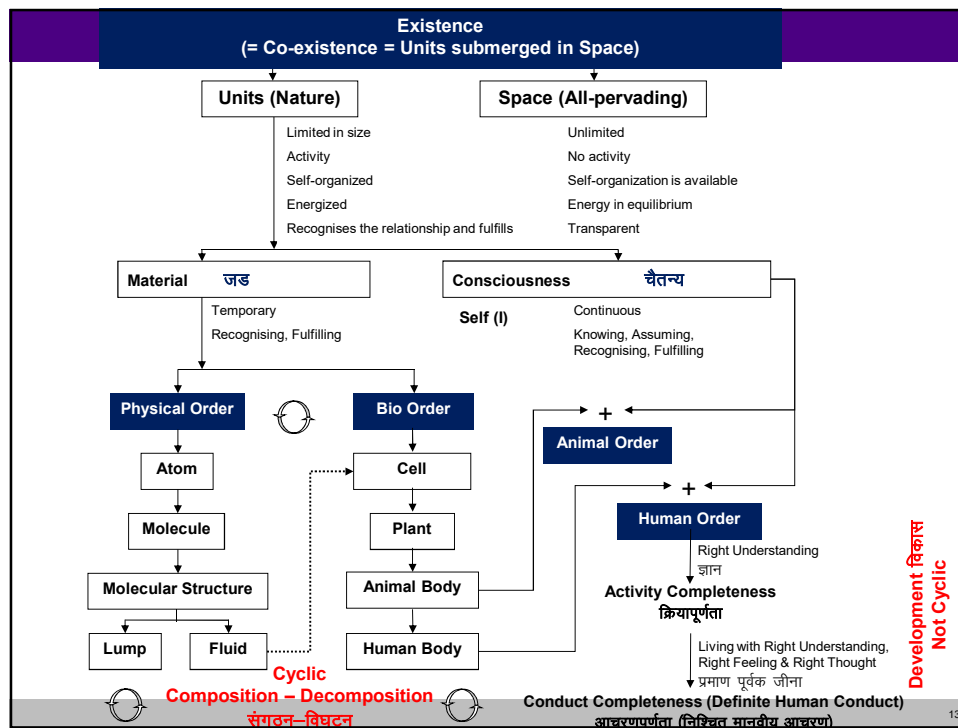 Existence
(= Co-existence = Units submerged in Space)
Units (Nature)
Space (All-pervading)
Limited in size
Activity
Self-organized
Energized
Recognises the relationship and fulfills
Unlimited
No activity
Self-organization is available
Energy in equilibrium
Transparent
Material जड
Consciousness चैतन्य
Temporary
Recognising, Fulfilling
Self (I)
Continuous
Knowing, Assuming,
Recognising, Fulfilling
Physical Order
Bio Order
+
Animal Order
Atom
Cell
+
Human Order
Molecule
Plant
Right Understanding
ज्ञान
Molecular Structure
Animal Body
Activity Completeness
क्रियापूर्णता
Lump
Fluid
Human Body
Living with Right Understanding,
Right Feeling & Right Thought
प्रमाण पूर्वक जीना
Cyclic
Composition – Decomposition
संगठन–विघटन
Conduct Completeness (Definite Human Conduct)
आचरणपूर्णता (निश्चित मानवीय आचरण)
Development विकास
Not Cyclic
13